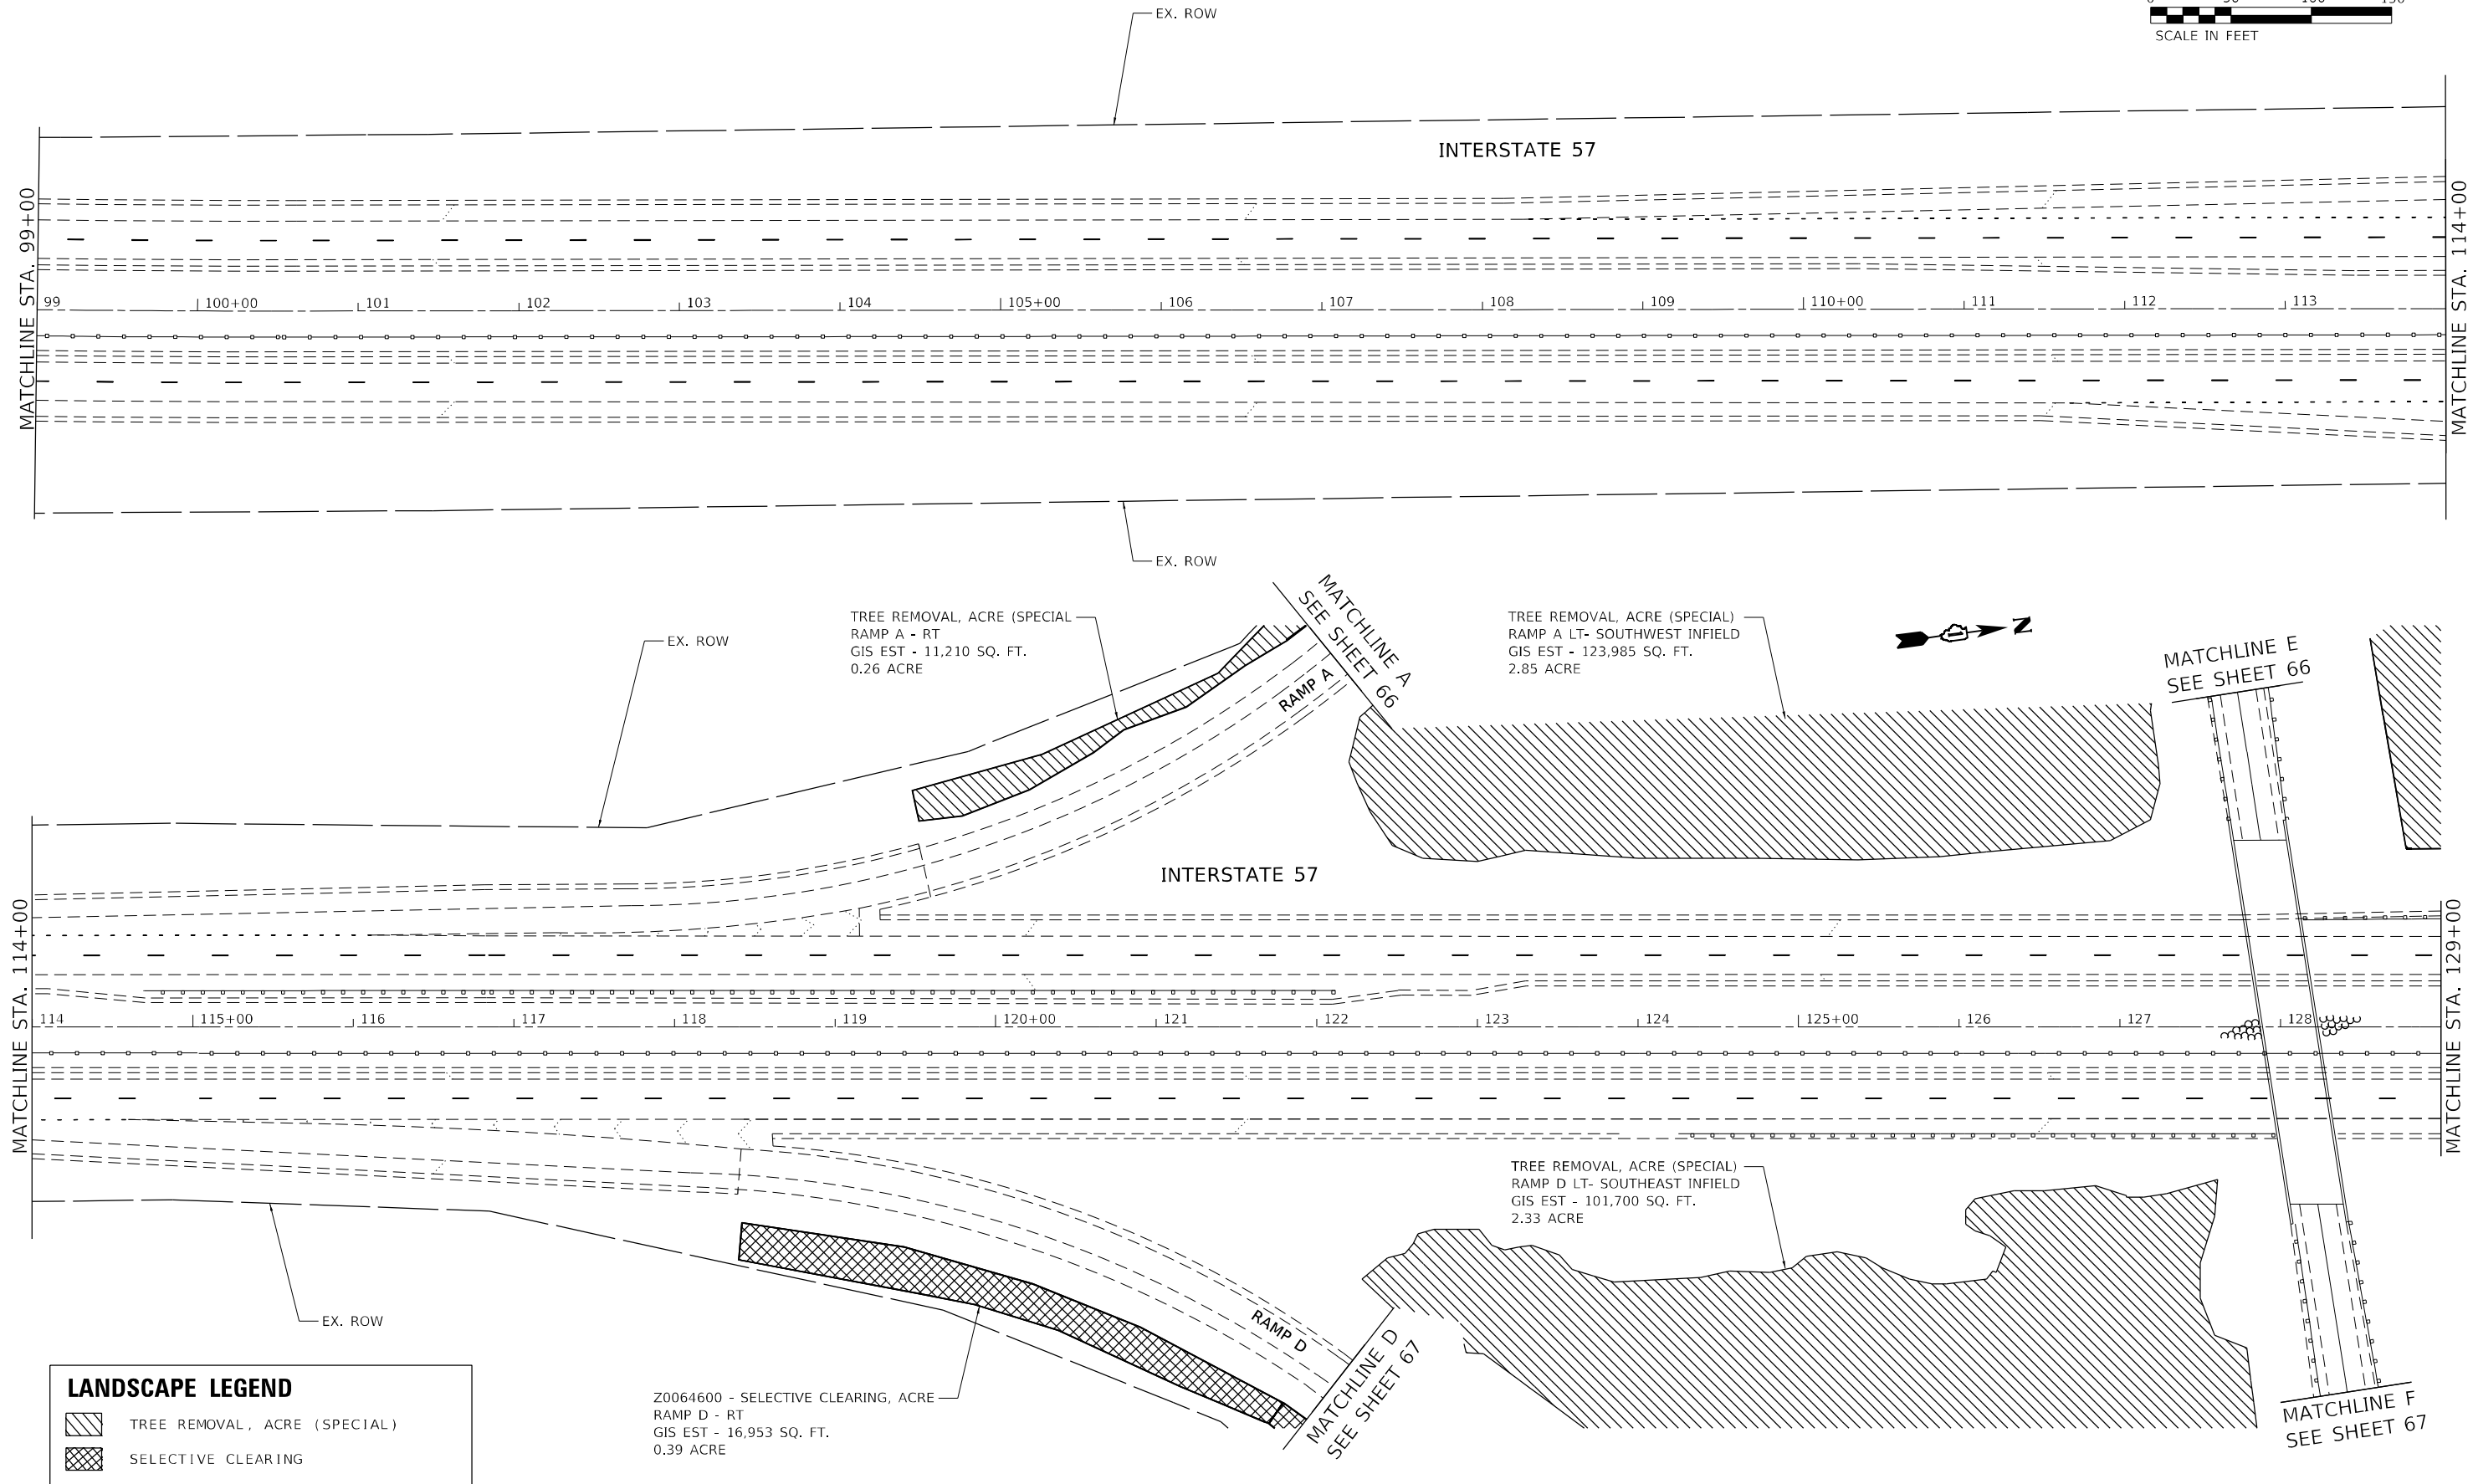 EX. ROW
SCALE IN FEET
INTERSTATE 57
MATCHLINE STA. 99+00
MATCHLINE STA. 114+00
99 100+00 101 102 103 104 105+00 106 107 108 109 110+00 111 112 113
EX. ROW
TREE REMOVAL, ACRE (SPECIAL
RAMP A - RT
GIS EST - 11,210 SQ. FT.
0.26 ACRE
EX. ROW
MATCHLINE A
SEE SHEET 66
RAMP A
TREE REMOVAL, ACRE (SPECIAL)
RAMP A LT- SOUTHWEST INFIELD
GIS EST - 123,985 SQ. FT.
2.85 ACRE
N
MATCHLINE E
SEE SHEET 66
INTERSTATE 57
MATCHLINE STA. 114+00
MATCHLINE STA. 129+00
114 115+00 116 117 118 119 120+00 121 122 123 124 125+00 126 127 128
TREE REMOVAL, ACRE (SPECIAL)
RAMP D LT- SOUTHEAST INFIELD
GIS EST - 101,700 SQ. FT.
2.33 ACRE
EX. ROW
RAMP D
MATCHLINE D
SEE SHEET 67
MATCHLINE F
SEE SHEET 67
Z0064600 - SELECTIVE CLEARING, ACRE
RAMP D - RT
GIS EST - 16,953 SQ. FT.
0.39 ACRE
LANDSCAPE LEGEND
TREE REMOVAL, ACRE (SPECIAL)
SELECTIVE CLEARING